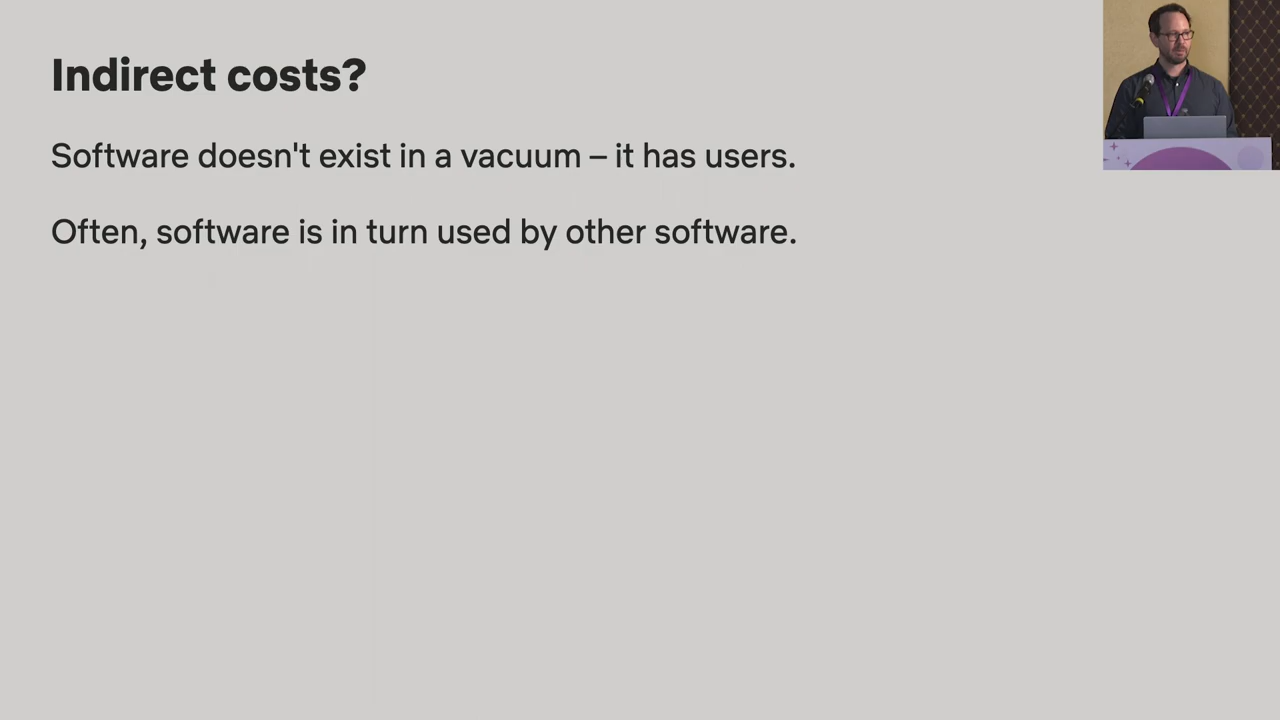 Indirect costs?
Software doesn't exist in a vacuum – it has users.
Often, software is in turn used by other software.